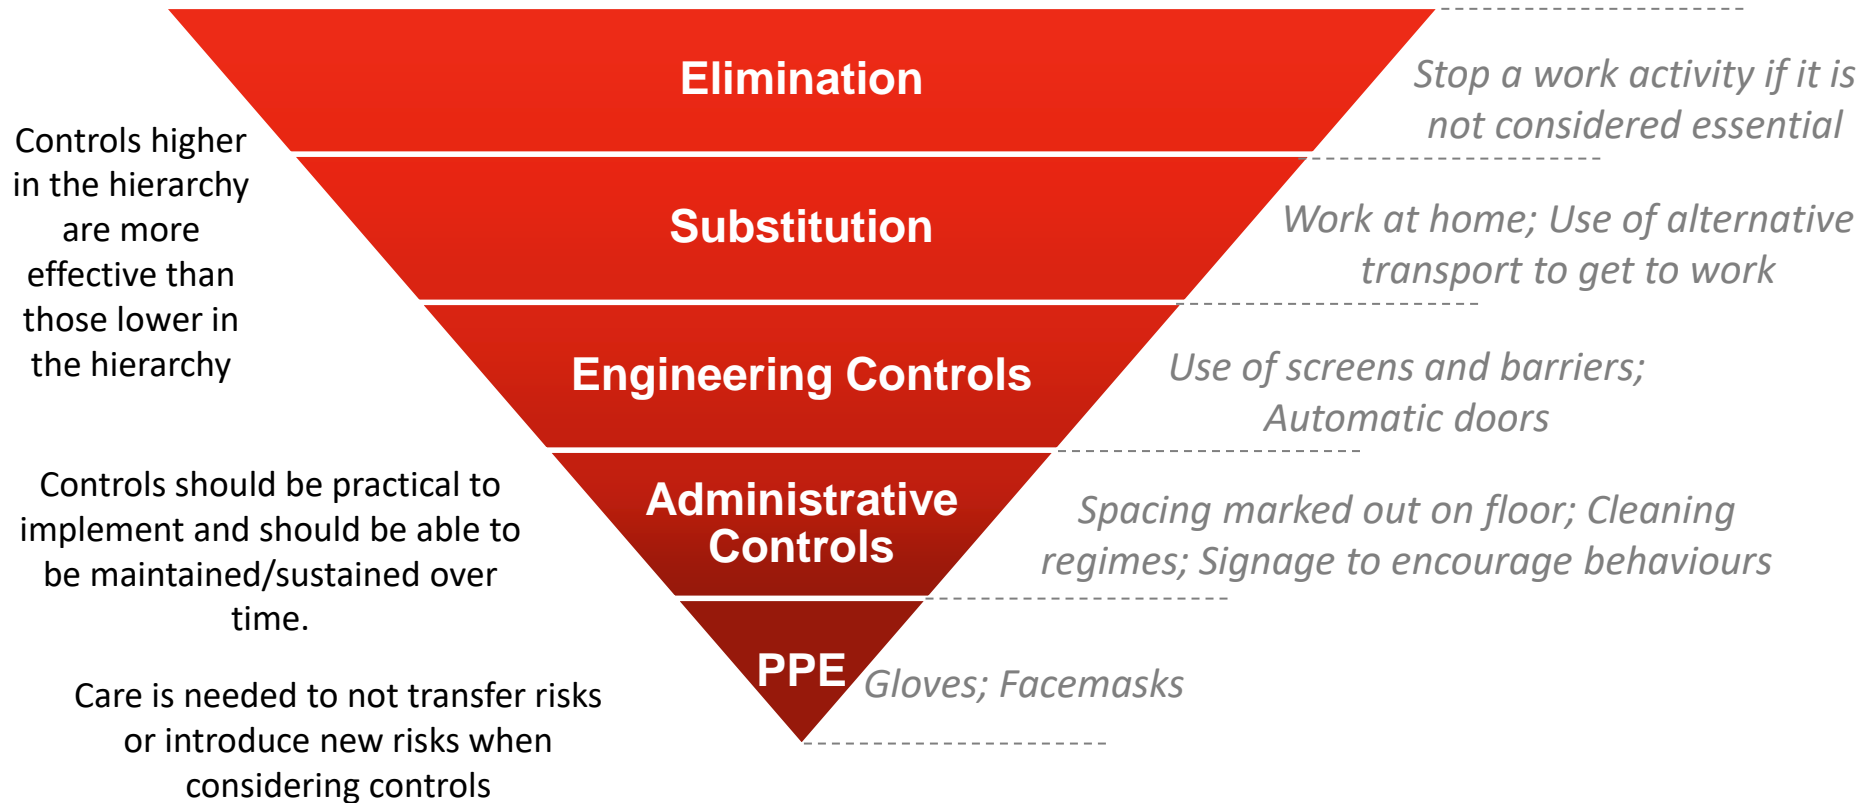 Elimination
Stop a work activity if it is
not considered essential
Controls higher
in the hierarchy
are more
effective than
those lower in
the hierarchy
Substitution
Work at home; Use of alternative
transport to get to work
Engineering Controls
Use of screens and barriers;
Automatic doors
Controls should be practical to
implement and should be able to
be maintained/sustained over
time.
Administrative
Controls
Spacing marked out on floor; Cleaning
regimes; Signage to encourage behaviours
PPE
Gloves; Facemasks
Care is needed to not transfer risks
or introduce new risks when
considering controls